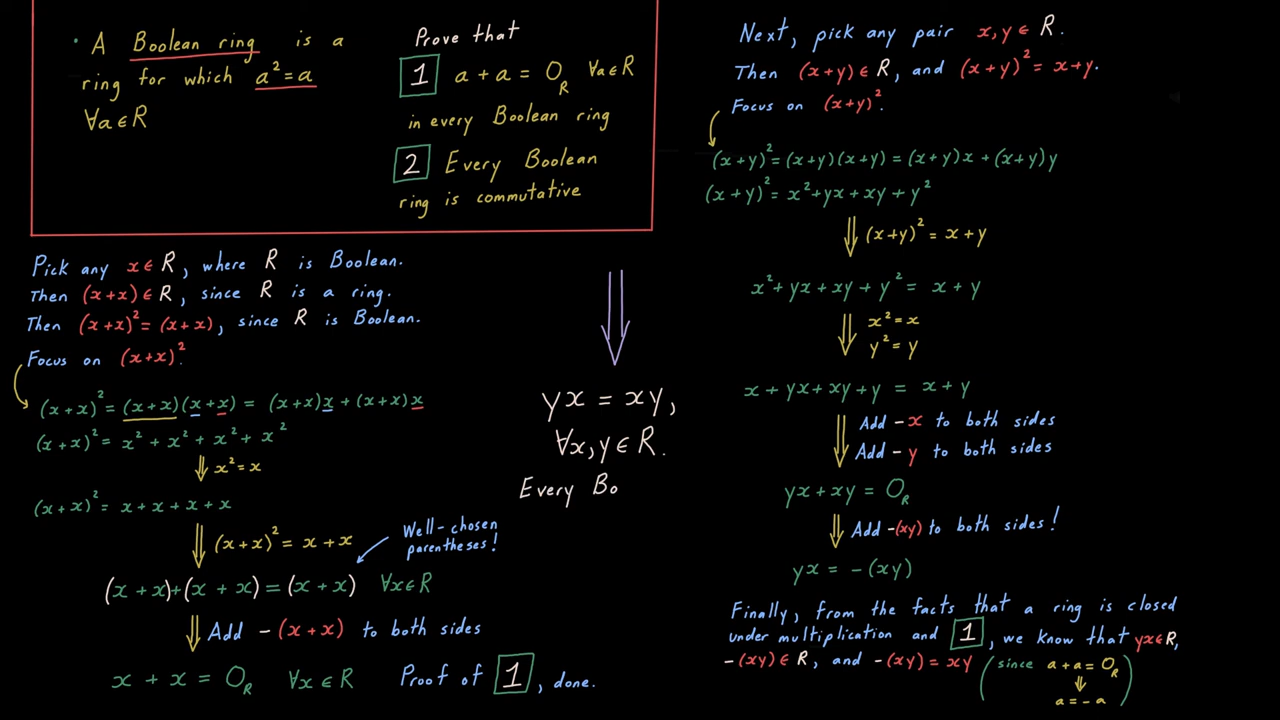 · A Boolean ring is a
ring for which a² = a
∀a ∈ R
Prove that
1 a + a = 0_R ∀a ∈ R
in every Boolean ring
2 Every Boolean
ring is commutative
Pick any x ∈ R, where R is Boolean.
Then (x + x) ∈ R, since R is a ring.
Then (x + x)² = (x + x), since R is Boolean.
Focus on (x + x)².
(x + x)² = (x + x)(x + x) = (x + x)x + (x + x)x
(x + x)² = x² + x² + x² + x²
⇓ x² = x
(x + x)² = x + x + x + x
⇓ (x + x)² = x + x
Well-chosen
parentheses!
(x + x) + (x + x) = (x + x) ∀x ∈ R
⇓ Add -(x + x) to both sides
x + x = 0_R ∀x ∈ R Proof of 1, done.
Next, pick any pair x, y ∈ R.
Then (x + y) ∈ R, and (x + y)² = x + y.
Focus on (x + y)².
(x + y)² = (x + y)(x + y) = (x + y)x + (x + y)y
(x + y)² = x² + yx + xy + y²
⇓ (x + y)² = x + y
x² + yx + xy + y² = x + y
⇓ x² = x
y² = y
x + yx + xy + y = x + y
⇓ Add -x to both sides
Add -y to both sides
yx + xy = 0_R
⇓ Add -(xy) to both sides!
yx = -(xy)
Finally, from the facts that a ring is closed
under multiplication and 1, we know that yx ∈ R,
-(xy) ∈ R, and -(xy) = xy (since a + a = 0_R
⇓
a = -a)
⇓
yx = xy,
∀x, y ∈ R.
Every Bo